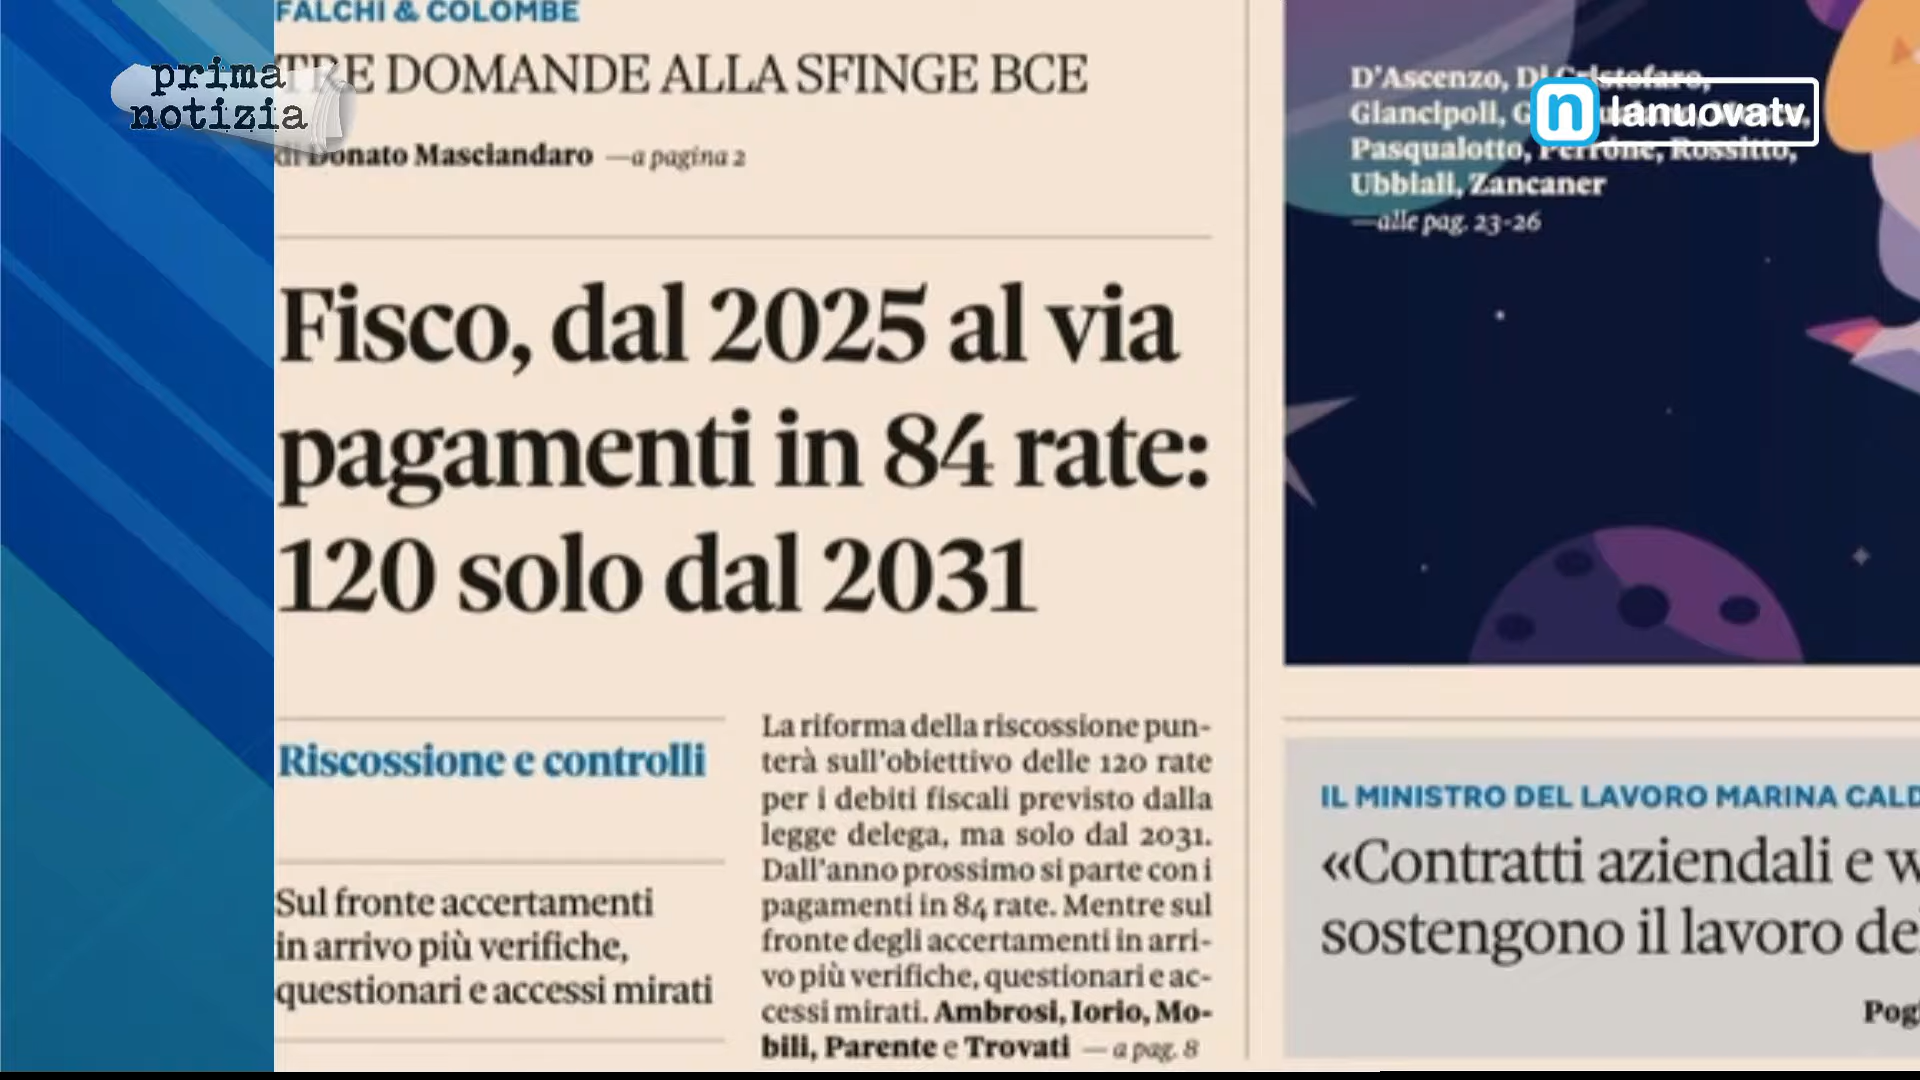 FALCHI & COLOMBE
TRE DOMANDE ALLA SFINGE BCE
di Donato Masciandaro —a pagina 2
prima
notizia
Fisco, dal 2025 al via
pagamenti in 84 rate:
120 solo dal 2031
Riscossione e controlli
Sul fronte accertamenti
in arrivo più verifiche,
questionari e accessi mirati
La riforma della riscossione pun-
terà sull'obiettivo delle 120 rate
per i debiti fiscali previsto dalla
legge delega, ma solo dal 2031.
Dall'anno prossimo si parte con i
pagamenti in 84 rate. Mentre sul
fronte degli accertamenti in arri-
vo più verifiche, questionari e ac-
cessi mirati. Ambrosi, Iorio, Mo-
bili, Parente e Trovati — a pag. 8
D'Ascenzo, Di Cristofaro,
Giancipoli,
Pasqualotto, Perrone, Rossitto,
Ubbiali, Zancaner
—alle pag. 23-26
n lanuovatv
IL MINISTRO DEL LAVORO MARINA CALD
«Contratti aziendali e w
sostengono il lavoro de
Pog